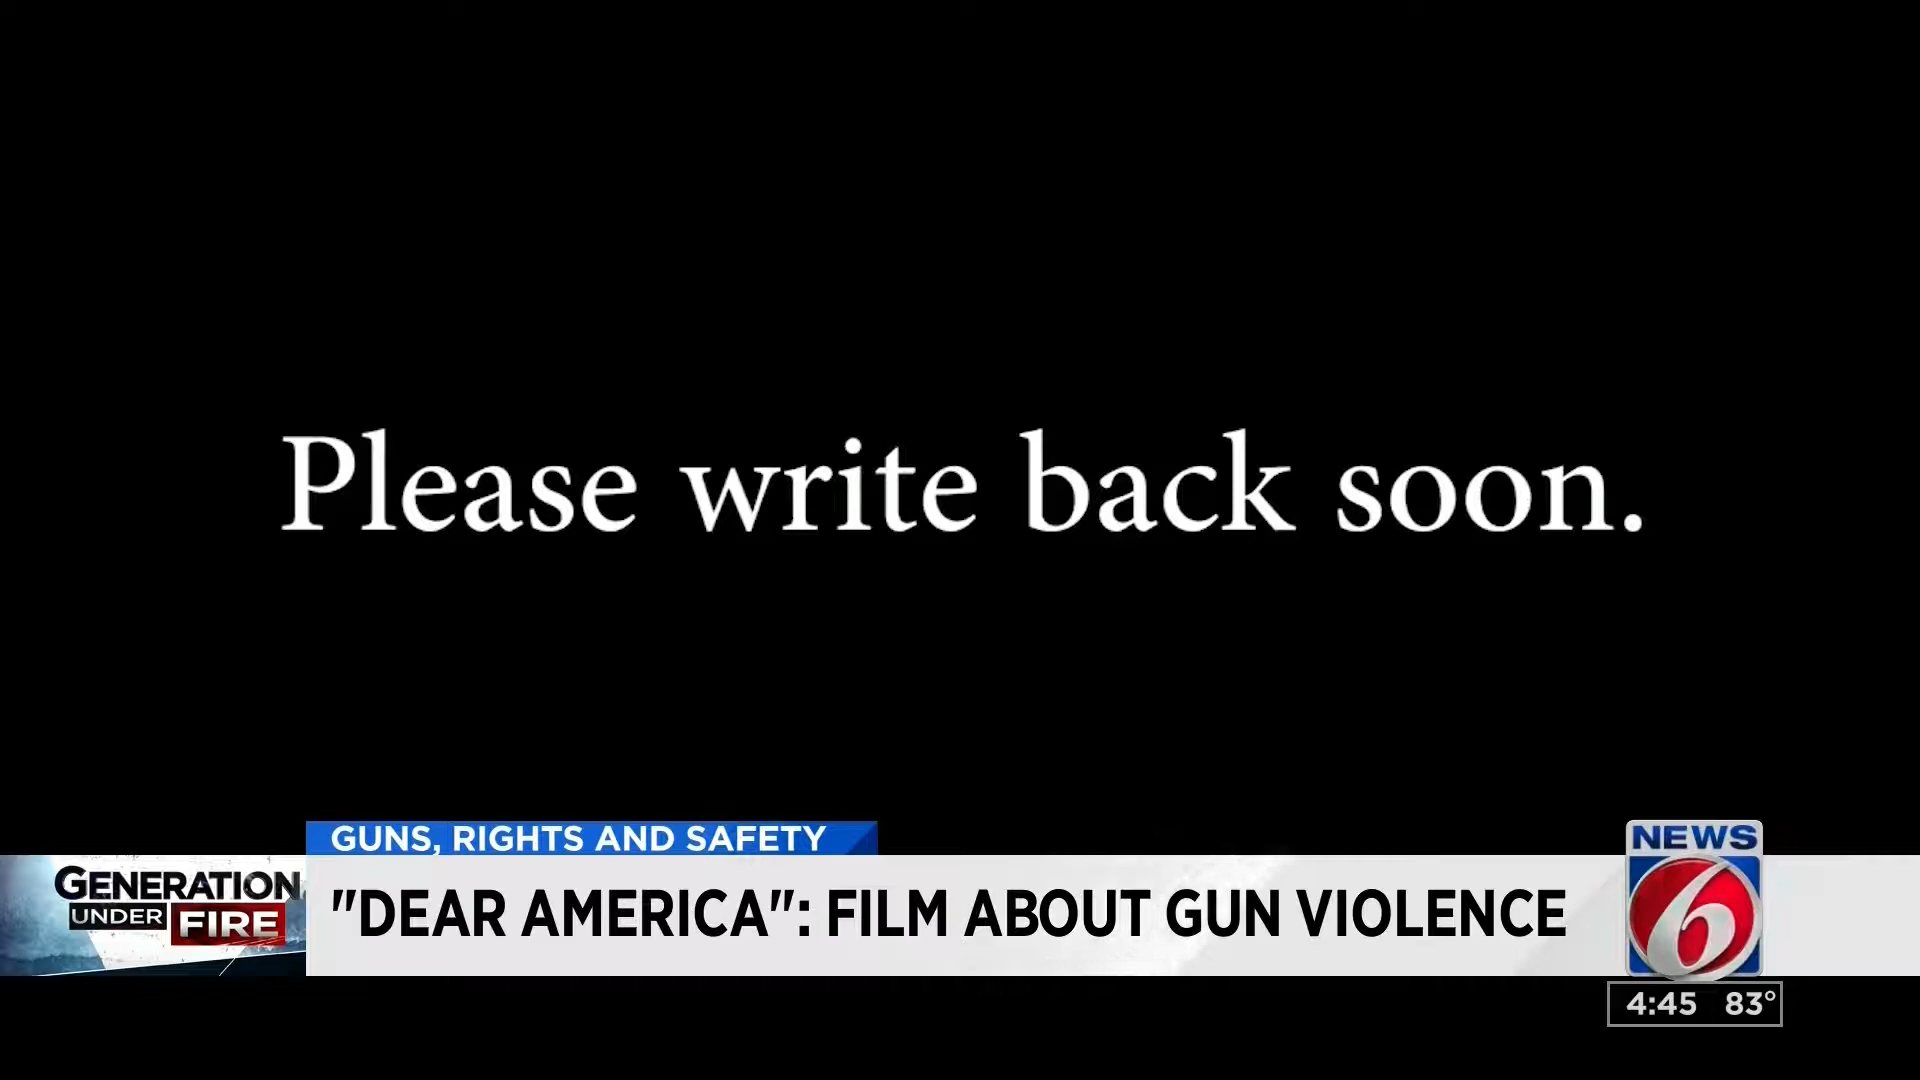 Please write back soon.
GUNS, RIGHTS AND SAFETY
GENERATION
UNDER FIRE
"DEAR AMERICA": FILM ABOUT GUN VIOLENCE
NEWS
6
4:45 83°